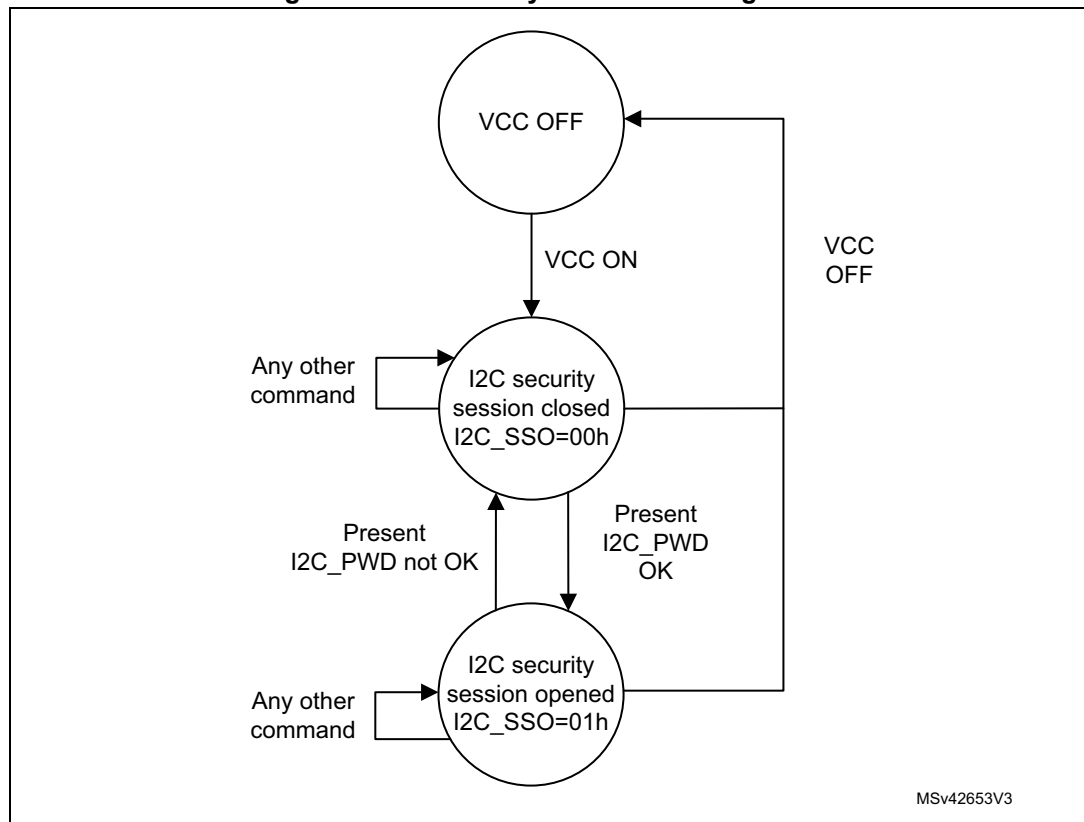 VCC OFF
VCC ON
VCC
OFF
Any other
command
I2C security
session closed
I2C_SSO=00h
Present
I2C_PWD not OK
Present
I2C_PWD
OK
Any other
command
I2C security
session opened
I2C_SSO=01h
MSv42653V3